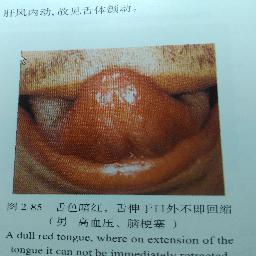 肝风内动，故见舌体颤动。
图 2-85 舌色暗红，舌伸于口外不即回缩
（男 高血压、脑梗塞）
A dull red tongue, where on extension of the
tongue it can not be immediately retracted